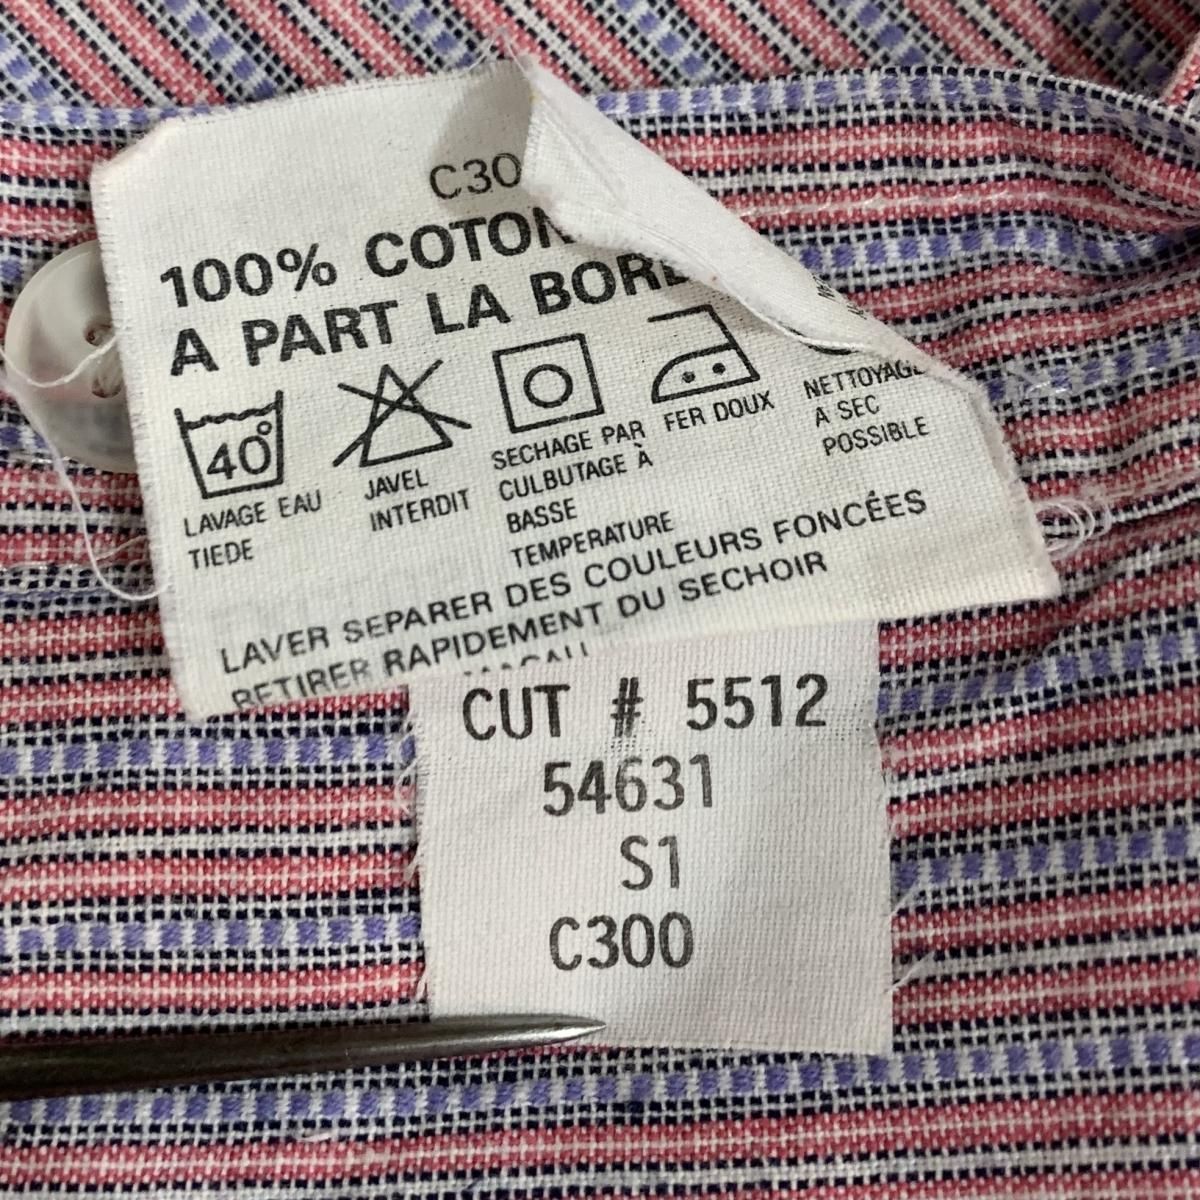 C30
100% COTON
A PART LA BORD
40°
LAVAGE EAU
TIEDE
JAVEL
INTERDIT
SECHAGE PAR
CULBUTAGE À
BASSE
TEMPERATURE
FER DOUX
NETTOYAGE
A SEC
POSSIBLE
LAVER SEPARER DES COULEURS FONCÉES
RETIRER RAPIDEMENT DU SECHOIR
CUT # 5512
54631
S1
C300